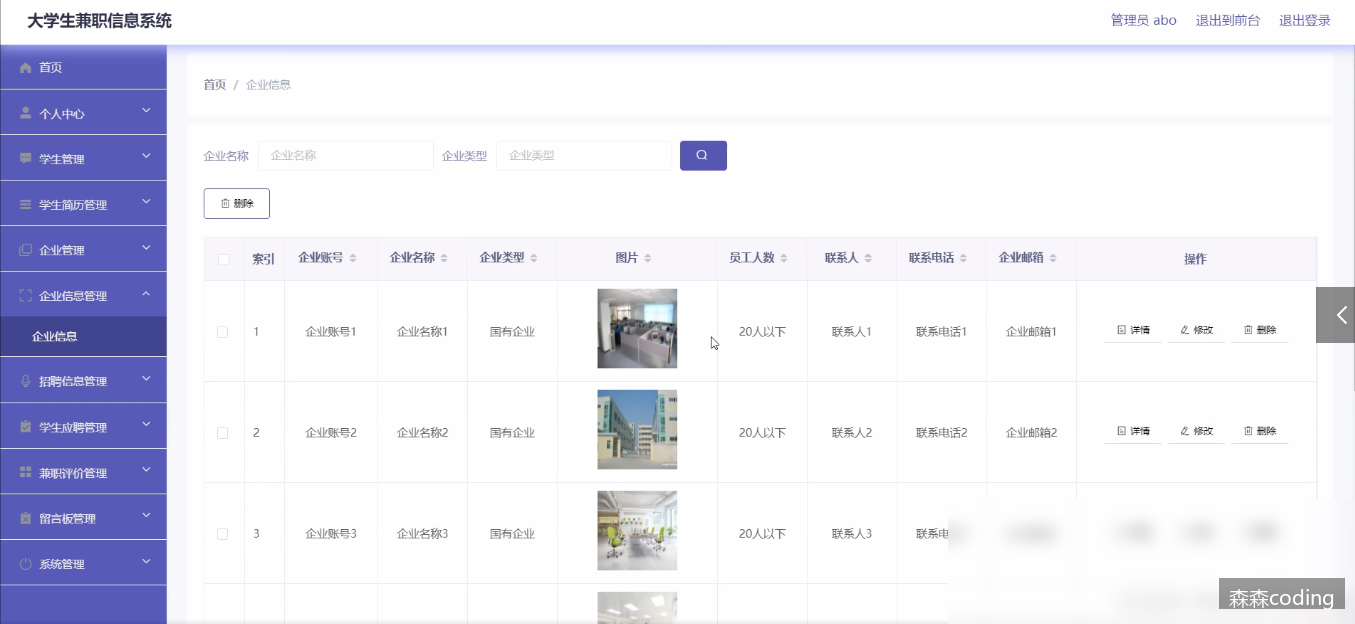 大学生兼职信息系统
管理员 abo 退出到前台 退出登录
首页
个人中心
学生管理
学生简历管理
企业管理
企业信息管理
企业信息
招聘信息管理
学生应聘管理
兼职评价管理
留言板管理
系统管理
首页 / 企业信息
企业名称 企业名称 企业类型 企业类型
删除
索引 企业账号 企业名称 企业类型 图片 员工人数 联系人 联系电话 企业邮箱 操作
1 企业账号1 企业名称1 国有企业 20人以下 联系人1 联系电话1 企业邮箱1 详情 修改 删除
2 企业账号2 企业名称2 国有企业 20人以下 联系人2 联系电话2 企业邮箱2 详情 修改 删除
3 企业账号3 企业名称3 国有企业 20人以下 联系人3 联系电
森森coding